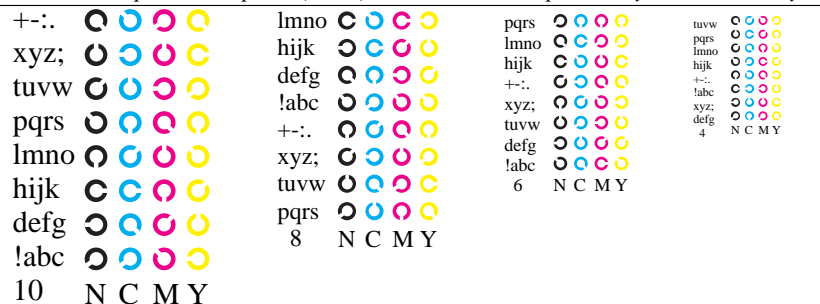 +-:.
xyz;
tuvw
pqrs
lmno
hijk
defg
!abc
10 N C M Y
lmno
hijk
defg
!abc
+-:.
xyz;
tuvw
pqrs
8 N C M Y
pqrs
lmno
hijk
+-:.
xyz;
tuvw
defg
!abc
6 N C M Y
tuvw
pqrs
lmno
hijk
+-:.
!abc
xyz;
defg
4 N C M Y